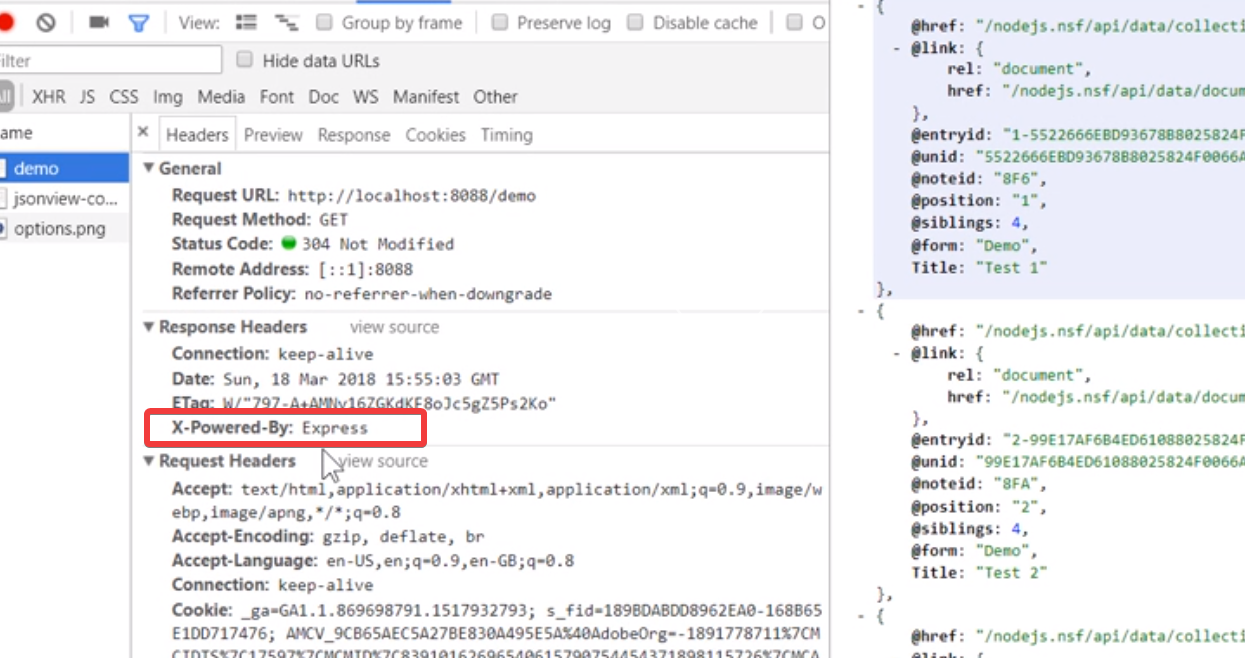 View: Group by frame Preserve log Disable cache O
Filter Hide data URLs
All XHR JS CSS Img Media Font Doc WS Manifest Other
ame
demo
jsonview-co...
options.png
× Headers Preview Response Cookies Timing
General
Request URL: http://localhost:8088/demo
Request Method: GET
Status Code: 304 Not Modified
Remote Address: [::1]:8088
Referrer Policy: no-referrer-when-downgrade
Response Headers view source
Connection: keep-alive
Date: Sun, 18 Mar 2018 15:55:03 GMT
ETag: W/"797-A+AMNv16ZGKdKF8oJc5gZ5Ps2Ko"
X-Powered-By: Express
Request Headers view source
Accept: text/html,application/xhtml+xml,application/xml;q=0.9,image/w
ebp,image/apng,*/*;q=0.8
Accept-Encoding: gzip, deflate, br
Accept-Language: en-US,en;q=0.9,en-GB;q=0.8
Connection: keep-alive
Cookie: _ga=GA1.1.869698791.1517932793; s_fid=189BDABDD8962EA0-168B65
E1DD717476; AMCV_9CB65AEC5A27BE830A495E5A%40AdobeOrg=-1891778711%7CMC
- {
@href: "/nodejs.nsf/api/data/collecti
- @link: {
rel: "document",
href: "/nodejs.nsf/api/data/docum
},
@entryid: "1-5522666EBD93678B8025824F
@unid: "5522666EBD93678B8025824F0066A
@noteid: "8F6",
@position: "1",
@siblings: 4,
@form: "Demo",
Title: "Test 1"
},
- {
@href: "/nodejs.nsf/api/data/collecti
- @link: {
rel: "document",
href: "/nodejs.nsf/api/data/docum
},
@entryid: "2-99E17AF6B4ED61088025824F
@unid: "99E17AF6B4ED61088025824F0066A
@noteid: "8FA",
@position: "2",
@siblings: 4,
@form: "Demo",
Title: "Test 2"
},
- {
@href: "/nodejs.nsf/api/data/collecti